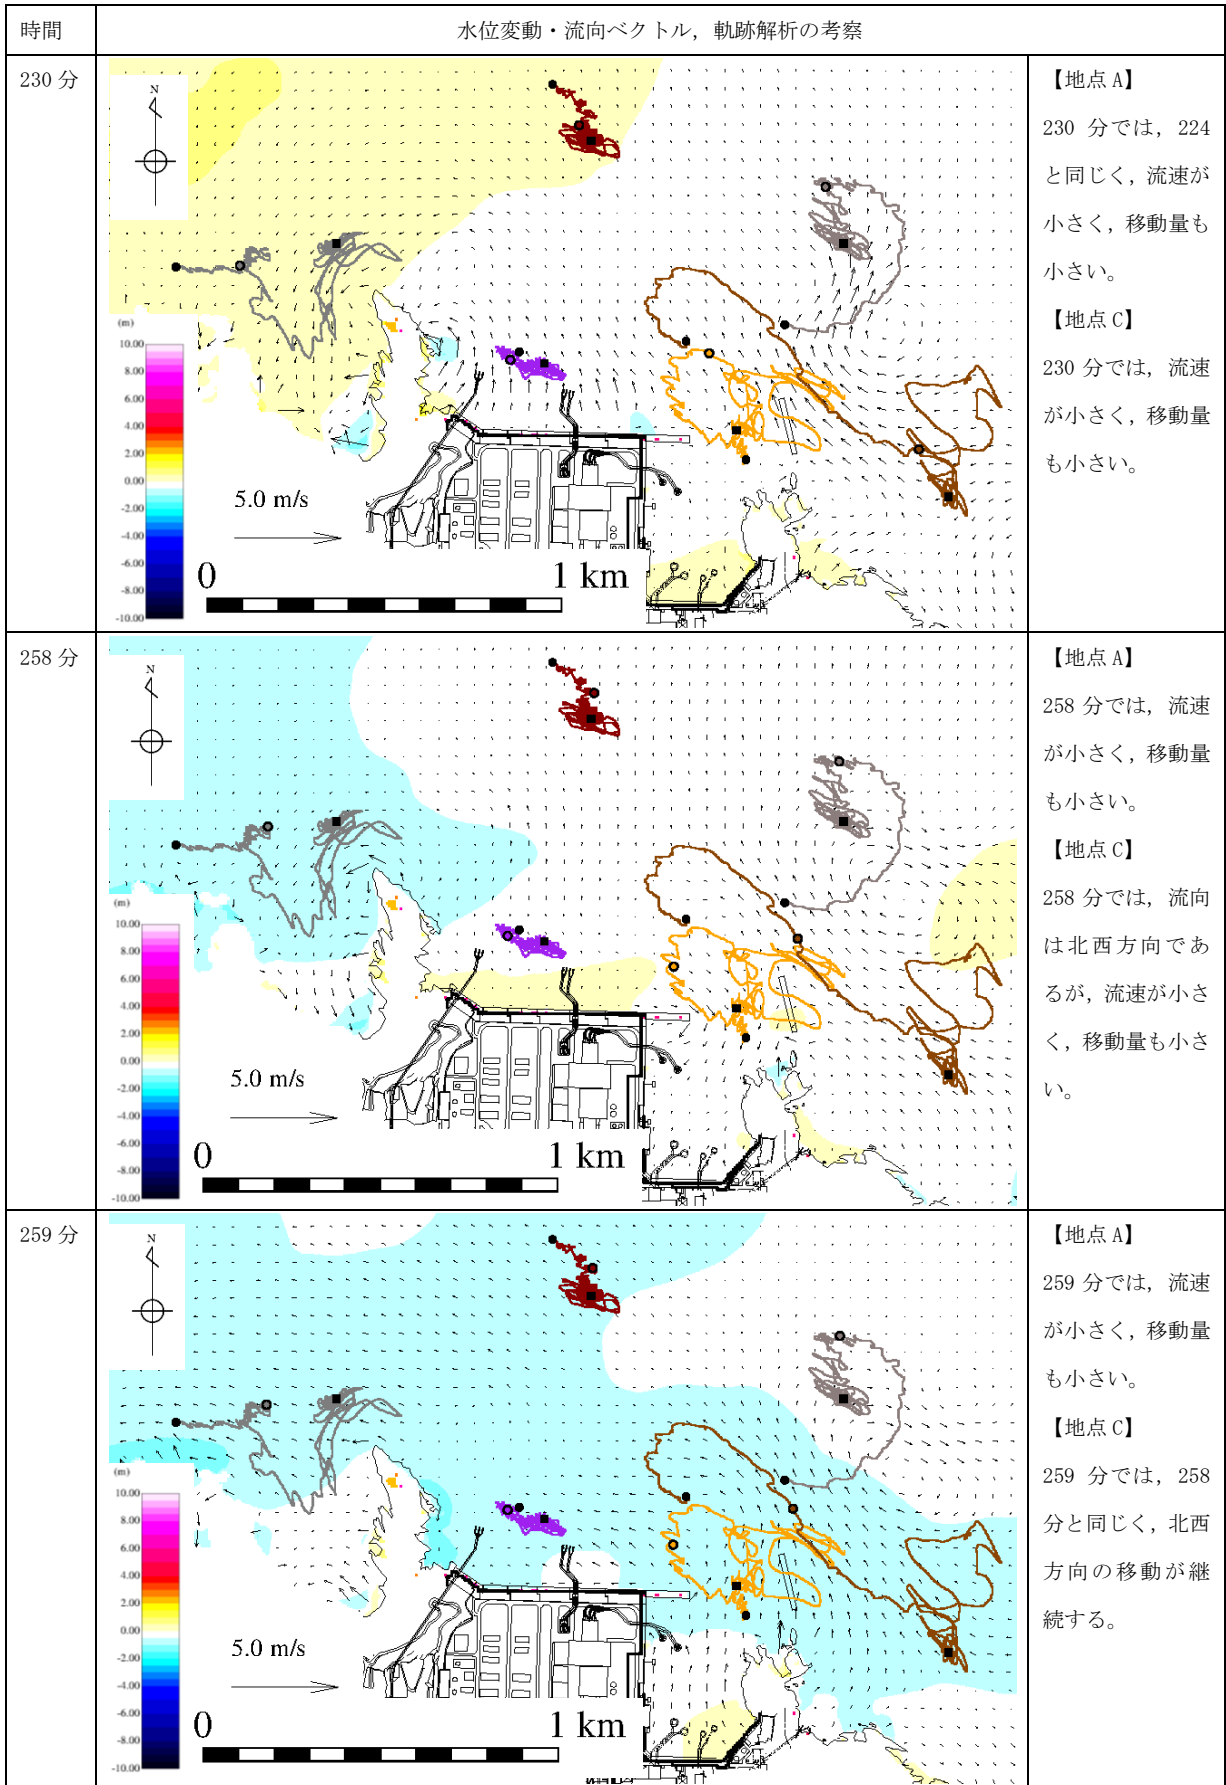 時間
水位変動・流向ベクトル，軌跡解析の考察
230 分
N
(m)
10.00
8.00
6.00
4.00
2.00
0.00
-2.00
-4.00
-6.00
-8.00
-10.00
5.0 m/s
0
1 km
【地点 A】
230 分では，224
と同じく，流速が
小さく，移動量も
小さい。
【地点 C】
230 分では，流速
が小さく，移動量
も小さい。
258 分
N
(m)
10.00
8.00
6.00
4.00
2.00
0.00
-2.00
-4.00
-6.00
-8.00
-10.00
5.0 m/s
0
1 km
【地点 A】
258 分では，流速
が小さく，移動量
も小さい。
【地点 C】
258 分では，流向
は北西方向であ
るが，流速が小さ
く，移動量も小さ
い。
259 分
N
(m)
10.00
8.00
6.00
4.00
2.00
0.00
-2.00
-4.00
-6.00
-8.00
-10.00
5.0 m/s
0
1 km
【地点 A】
259 分では，流速
が小さく，移動量
も小さい。
【地点 C】
259 分では，258
分と同じく，北西
方向の移動が継
続する。